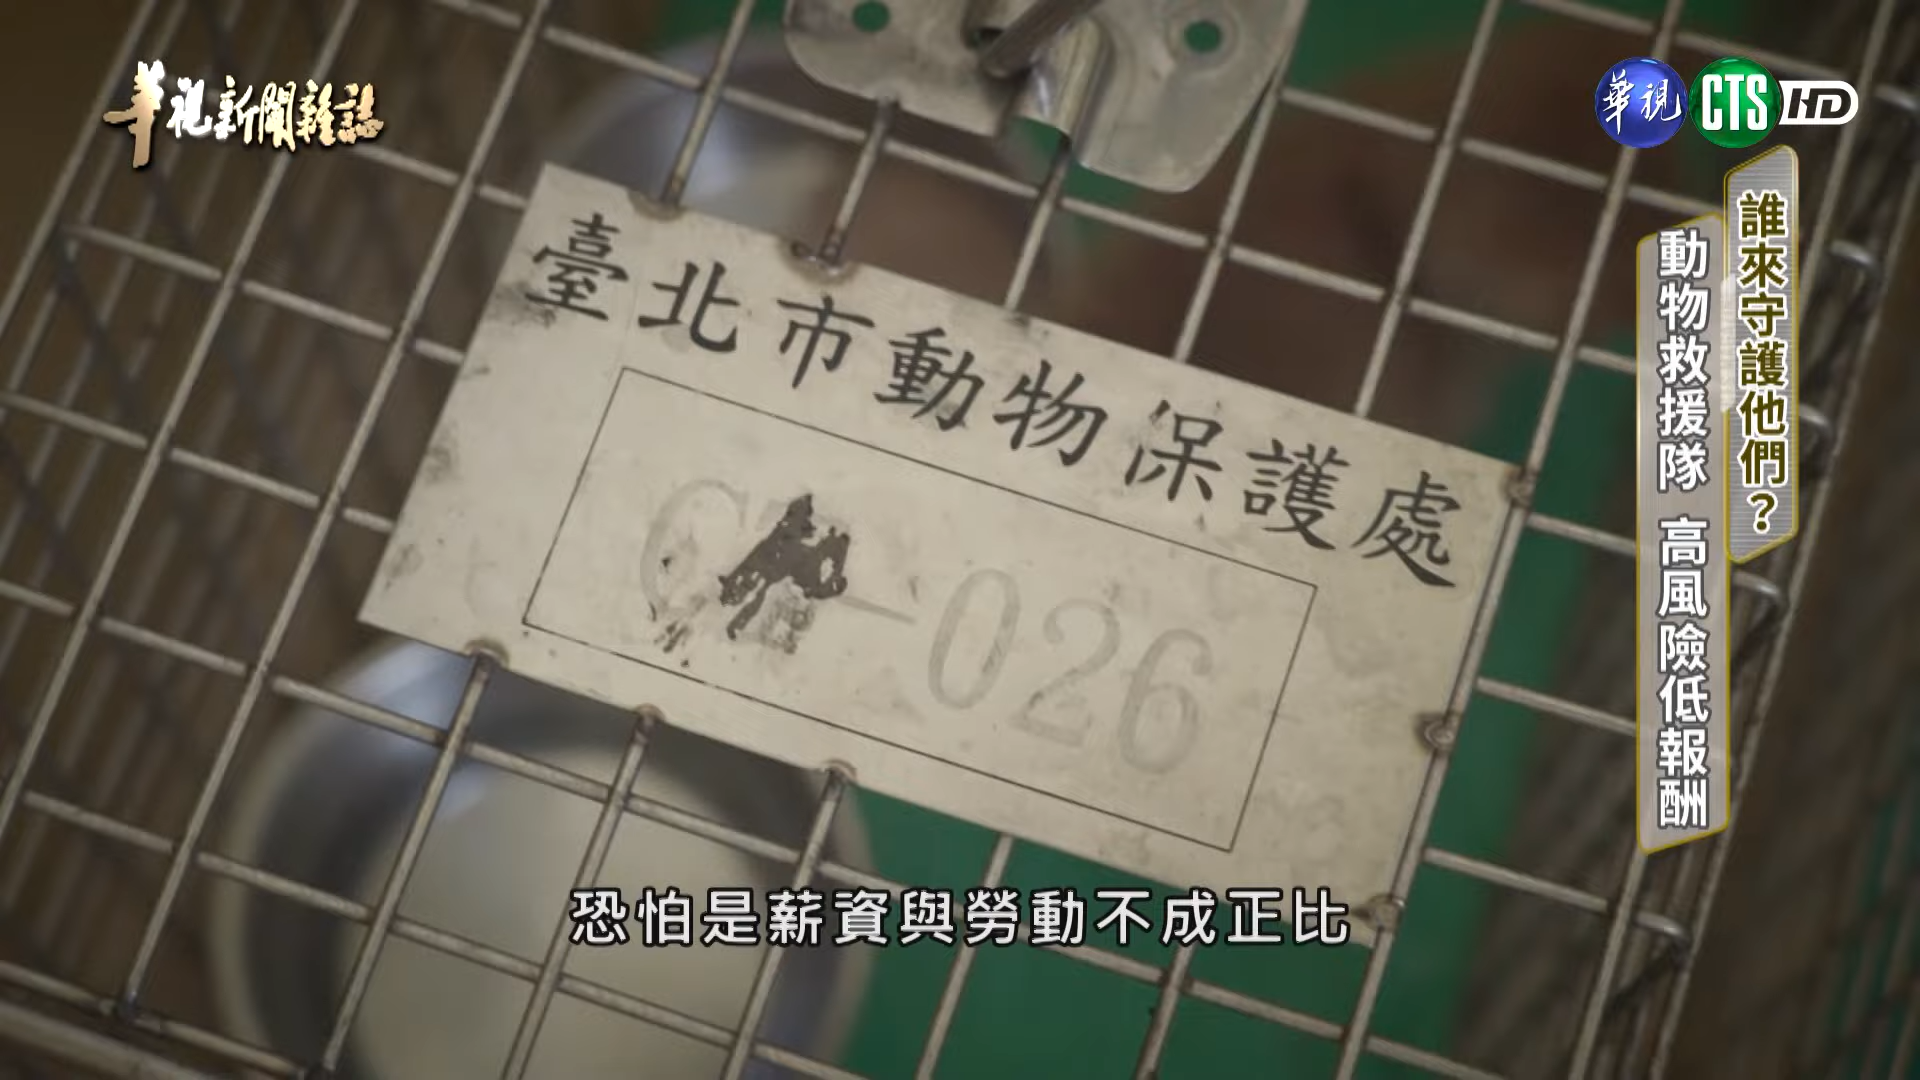 華視新聞雜誌
華視 CTS HD
誰來守護他們？
動物救援隊 高風險低報酬
臺北市動物保護處
-026
恐怕是薪資與勞動不成正比